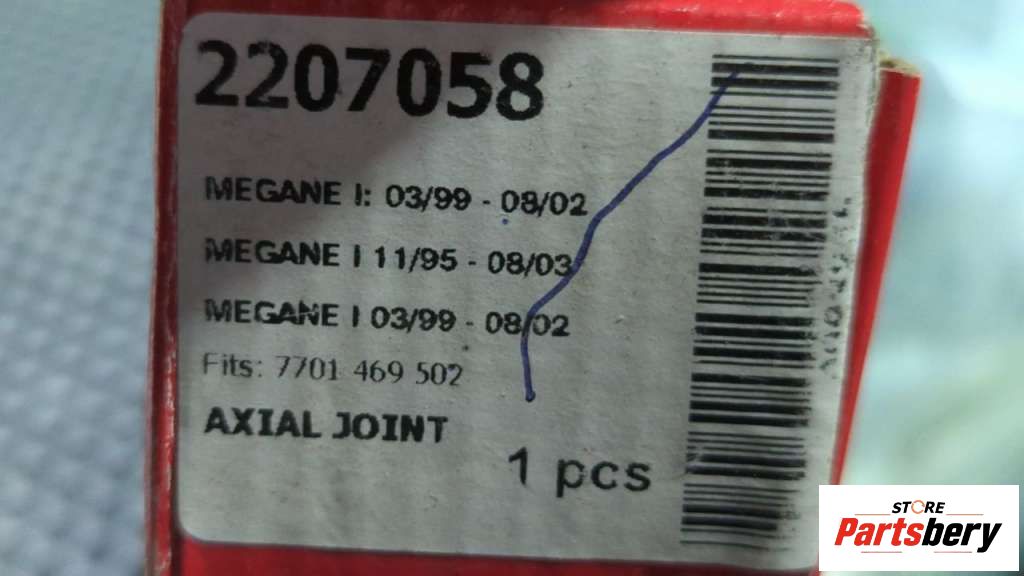 2207058
MEGANE I: 03/99 - 08/02
MEGANE I 11/95 - 08/03
MEGANE I 03/99 - 08/02
Fits: 7701 469 502
AXIAL JOINT
1 pcs
STORE
Partsbery